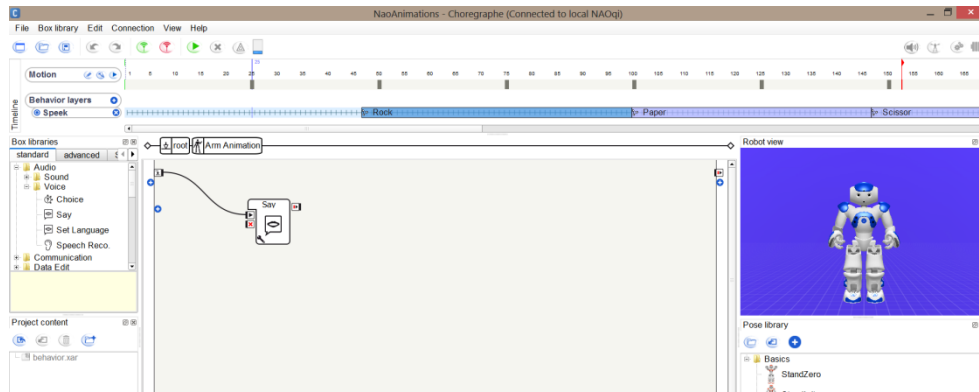 NaoAnimations - Choregraphe (Connected to local NAOqi)
File Box library Edit Connection View Help
25
Motion 1 5 10 15 20 25 30 35 40 45 50 55 60 65 70 75 80 85 90 95 100 105 110 115 120 125 130 135 140 145 150 155 160 165
Timeline
Behavior layers
Speek Rock Paper Scissor
Box libraries
standard advanced
root Arm Animation
Robot view
Audio
Sound
Voice
Choice
Say
Set Language
Speech Reco.
Communication
Data Edit
Say
Project content
behavior.xar
Pose library
Basics
StandZero